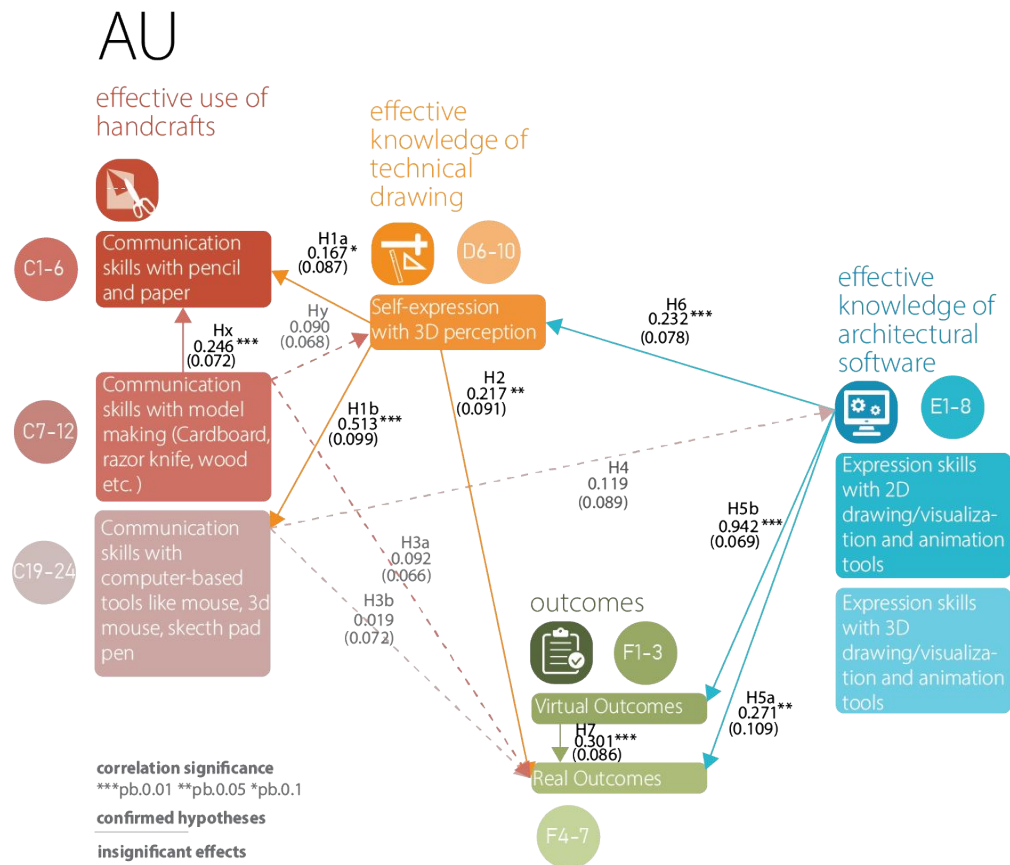 AU
effective use of
handcrafts
C1-6
Communication
skills with pencil
and paper
Hx
0.246 ***
(0.072)
C7-12
Communication
skills with model
making (Cardboard,
razor knife, wood
etc. )
C19-24
Communication
skills with
computer-based
tools like mouse, 3d
mouse, skecth pad
pen
effective
knowledge of
technical
drawing
D6-10
Self-expression
with 3D perception
H1a
0.167 *
(0.087)
Hy
0.090
(0.068)
H1b
0.513 ***
(0.099)
H2
0.217 **
(0.091)
H6
0.232 ***
(0.078)
H4
0.119
(0.089)
H3a
0.092
(0.066)
H3b
0.019
(0.072)
effective
knowledge of
architectural
software
E1-8
Expression skills
with 2D
drawing/visualiza-
tion and animation
tools
Expression skills
with 3D
drawing/visualiza-
tion and animation
tools
H5b
0.942 ***
(0.069)
H5a
0.271 **
(0.109)
outcomes
F1-3
Virtual Outcomes
H7
0.301 ***
(0.086)
Real Outcomes
F4-7
correlation significance
***pb.0.01 **pb.0.05 *pb.0.1
confirmed hypotheses
insignificant effects